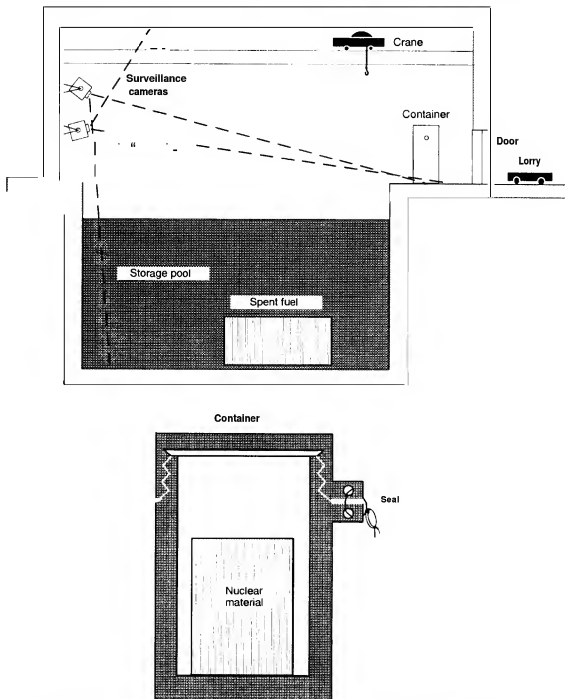 Crane
Surveillance
cameras
Container
Door
Lorry
Storage pool
Spent fuel
Container
Seal
Nuclear
material